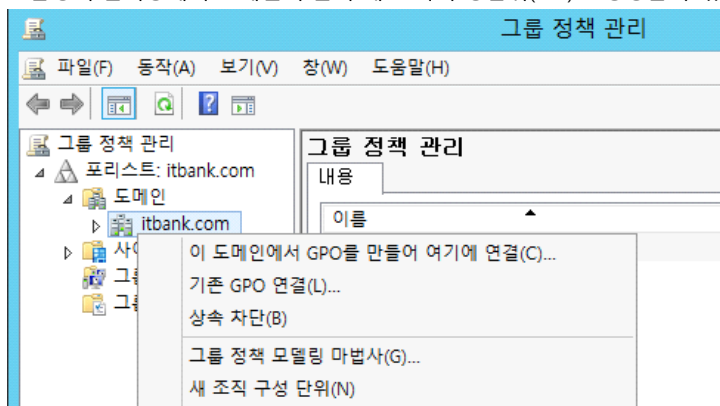 그룹 정책 관리
파일(F) 동작(A) 보기(V) 창(W) 도움말(H)
그룹 정책 관리
포리스트: itbank.com
도메인
itbank.com
그룹 정책 관리
내용
이름
이 도메인에서 GPO를 만들어 여기에 연결(C)...
기존 GPO 연결(L)...
상속 차단(B)
그룹 정책 모델링 마법사(G)...
새 조직 구성 단위(N)